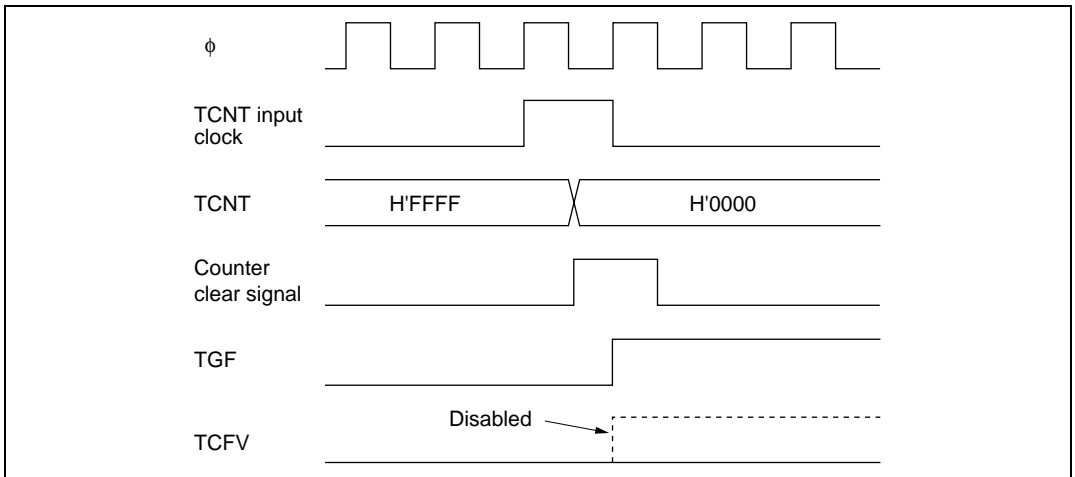 ϕ
TCNT input
clock
TCNT
H'FFFF
H'0000
Counter
clear signal
TGF
Disabled
TCFV